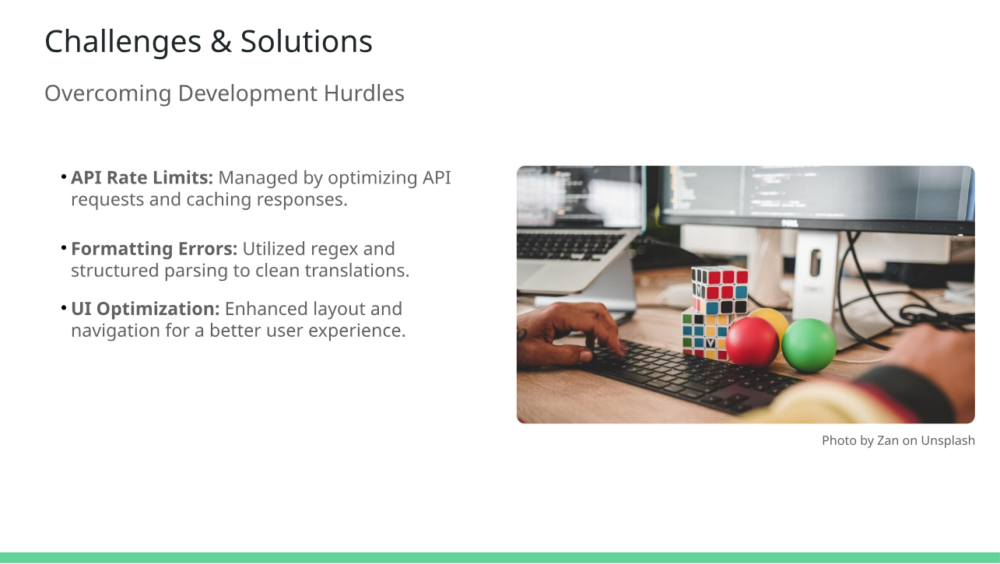 Challenges & Solutions
Overcoming Development Hurdles
• API Rate Limits: Managed by optimizing API
requests and caching responses.
• Formatting Errors: Utilized regex and
structured parsing to clean translations.
• UI Optimization: Enhanced layout and
navigation for a better user experience.
DELL
Photo by Zan on Unsplash